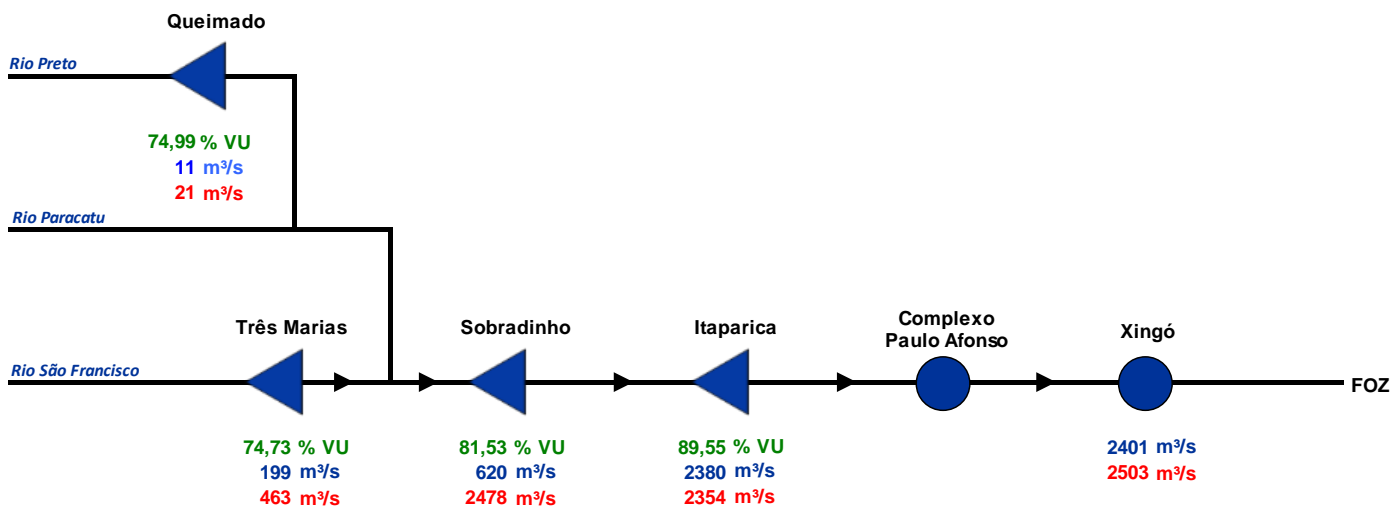 Queimado
Rio Preto
74,99 % VU
11 m³/s
21 m³/s
Rio Paracatu
Três Marias
Sobradinho
Itaparica
Complexo
Paulo Afonso
Xingó
Rio São Francisco
FOZ
74,73 % VU
199 m³/s
463 m³/s
81,53 % VU
620 m³/s
2478 m³/s
89,55 % VU
2380 m³/s
2354 m³/s
2401 m³/s
2503 m³/s